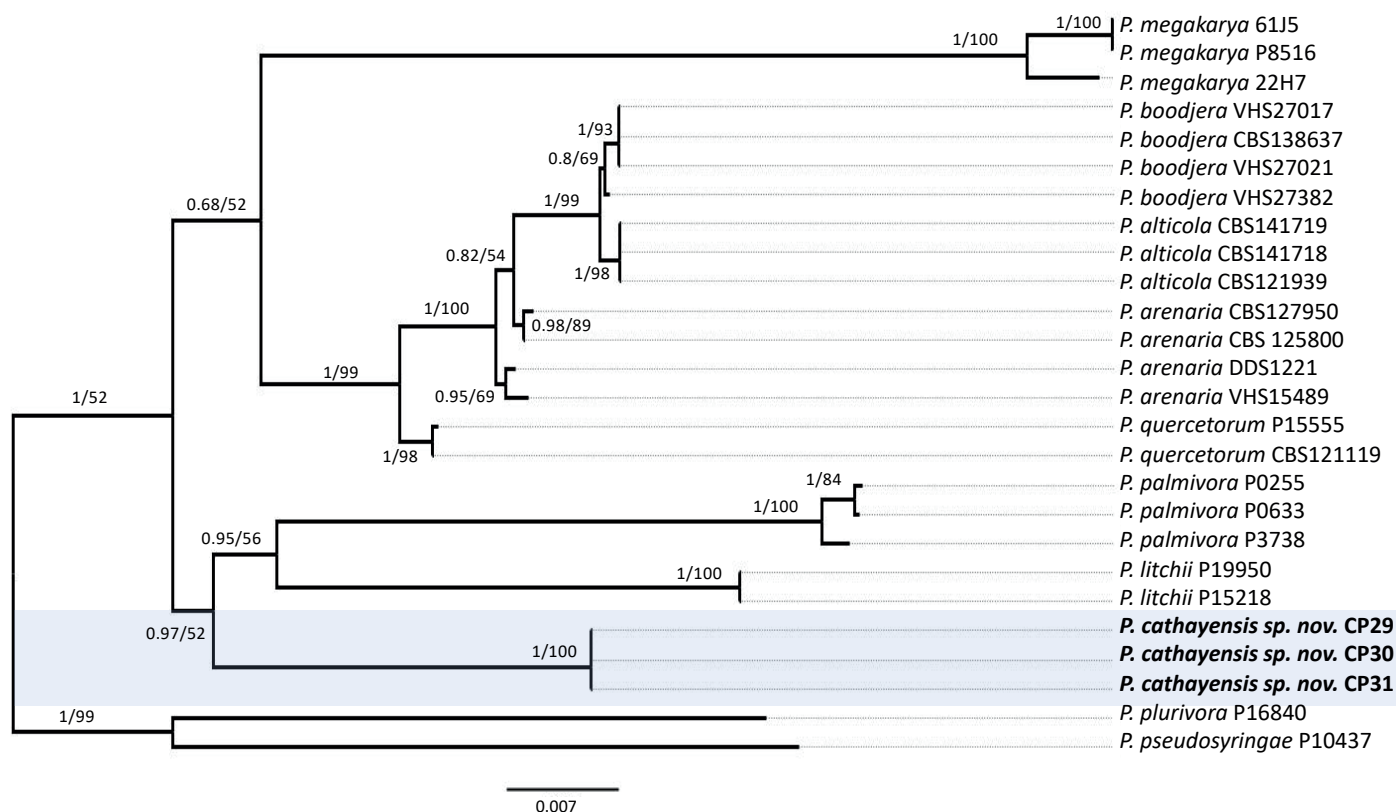 1/100 P. megakarya 61J5
1/100 P. megakarya P8516
P. megakarya 22H7
P. boodjera VHS27017
1/93 P. boodjera CBS138637
0.8/69 P. boodjera VHS27021
1/99 P. boodjera VHS27382
0.68/52 P. alticola CBS141719
0.82/54 P. alticola CBS141718
1/98 P. alticola CBS121939
1/100 P. arenaria CBS127950
0.98/89 P. arenaria CBS 125800
1/99 P. arenaria DDS1221
1/52 0.95/69 P. arenaria VHS15489
P. quercetorum P15555
1/98 P. quercetorum CBS121119
1/84 P. palmivora P0255
1/100 P. palmivora P0633
0.95/56 P. palmivora P3738
1/100 P. litchii P19950
P. litchii P15218
0.97/52 P. cathayensis sp. nov. CP29
1/100 P. cathayensis sp. nov. CP30
P. cathayensis sp. nov. CP31
1/99 P. plurivora P16840
P. pseudosyringae P10437
0.007